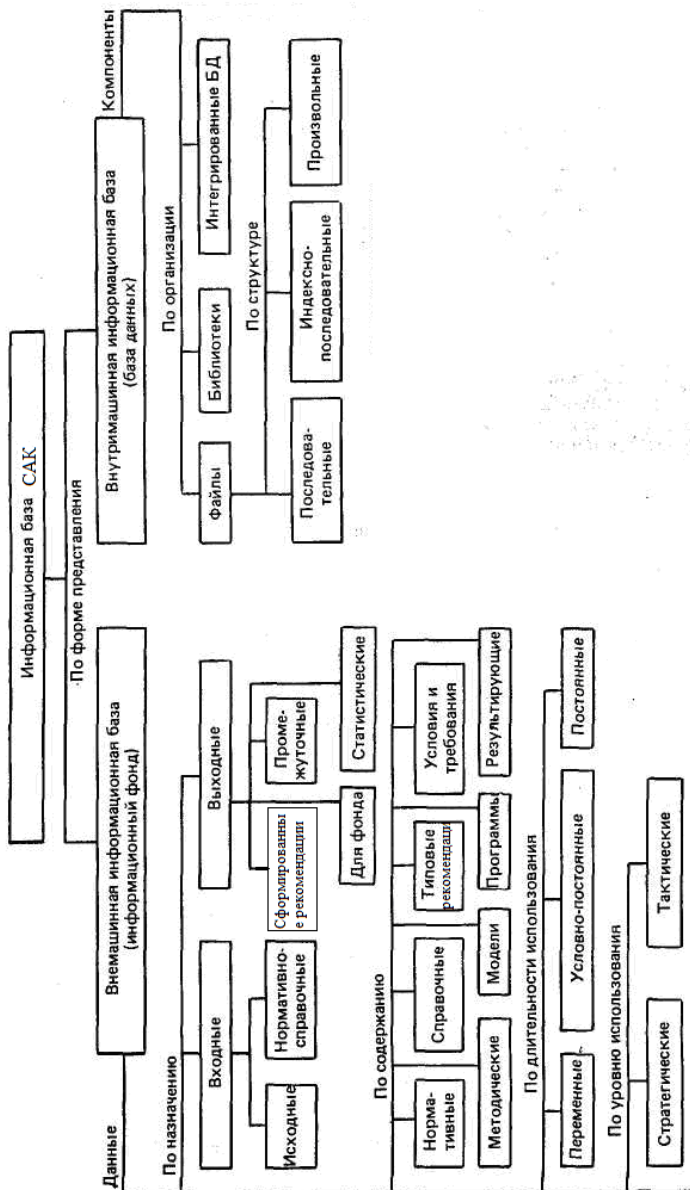 Информационная база САК
По форме представления
Данные
Внемашинная информационная база
(информационный фонд)
Внутримашинная информационная база
(база данных)
Компоненты
По назначению
Входные
Выходные
Исходные
Нормативно-
справочные
Сформированны
е рекомендации
Проме-
жуточные
Для фонда
Статистические
По содержанию
Норма-
тивные
Справочные
Типовые
рекомендаци
Условия и
требования
Методические
Модели
Программы
Результирующие
По длительности использования
Переменные
Условно-постоянные
Постоянные
По уровню использования
Стратегические
Тактические
По организации
Файлы
Библиотеки
Интегрированные БД
По структуре
Последова-
тельные
Индексно-
последовательные
Произвольные